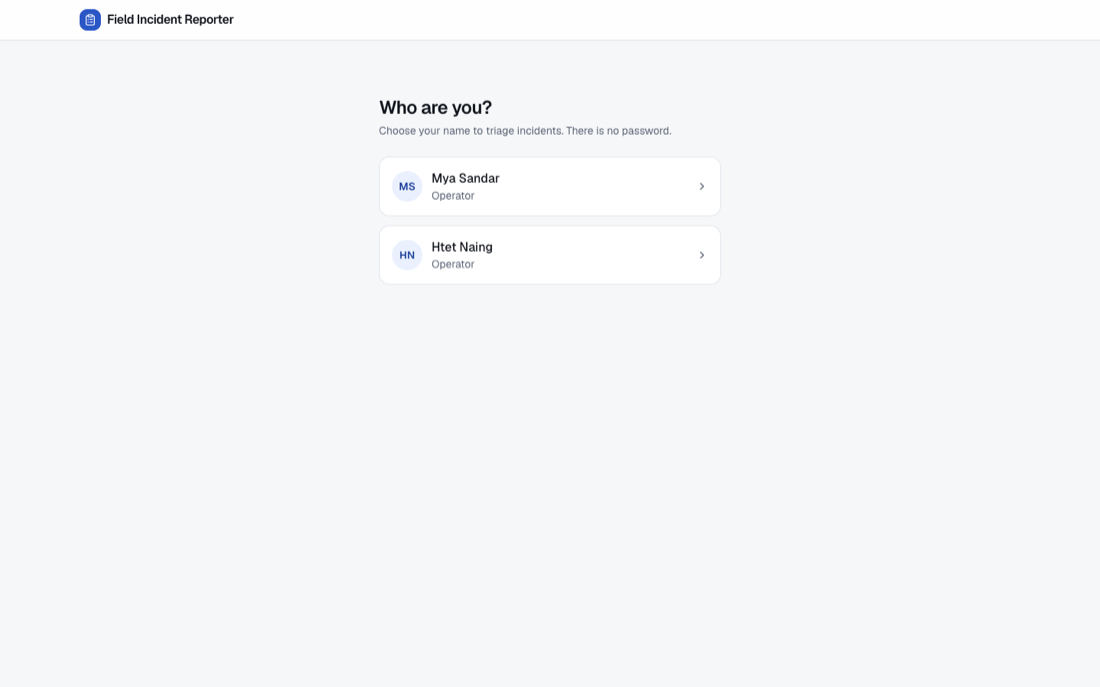 Field Incident Reporter
Who are you?
Choose your name to triage incidents. There is no password.
MS
Mya Sandar
Operator
HN
Htet Naing
Operator